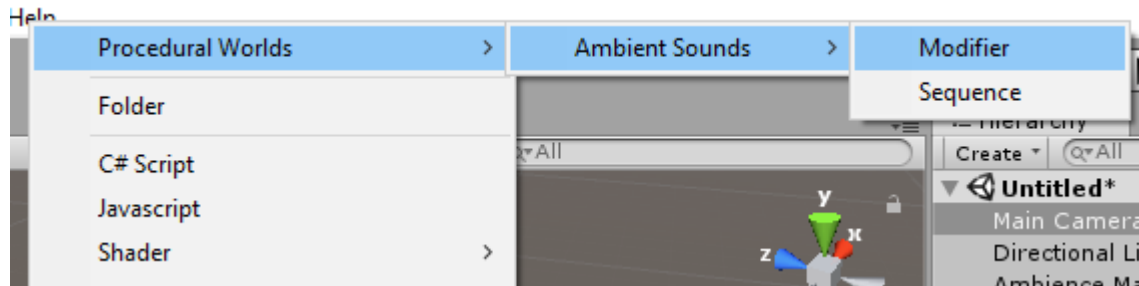 Help
Procedural Worlds > Ambient Sounds > Modifier
Sequence
Folder
Hierarchy
C# Script
All
Create All
Untitled*
Javascript
y
Main Camera
x
Shader >
z
Directional Li
Ambience Ma